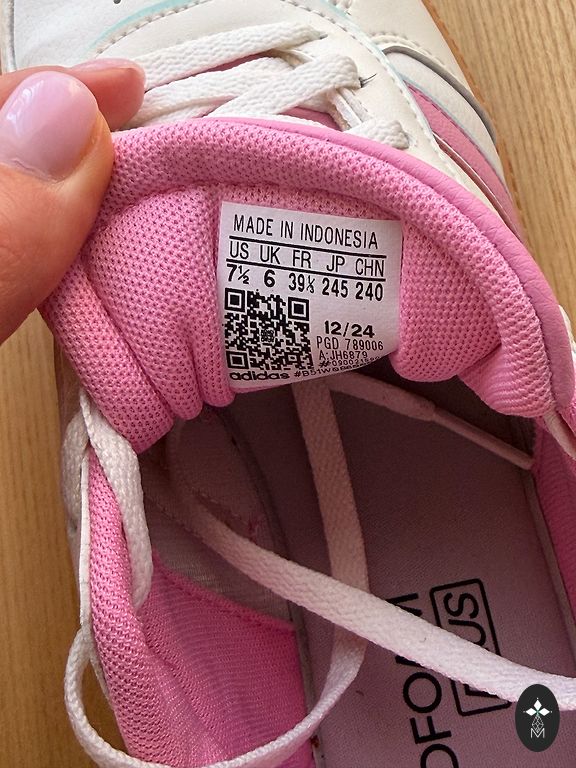 MADE IN INDONESIA
US UK FR JP CHN
7½ 6 39⅓ 245 240
12/24
PGD 789006
A:JH6879
adidas